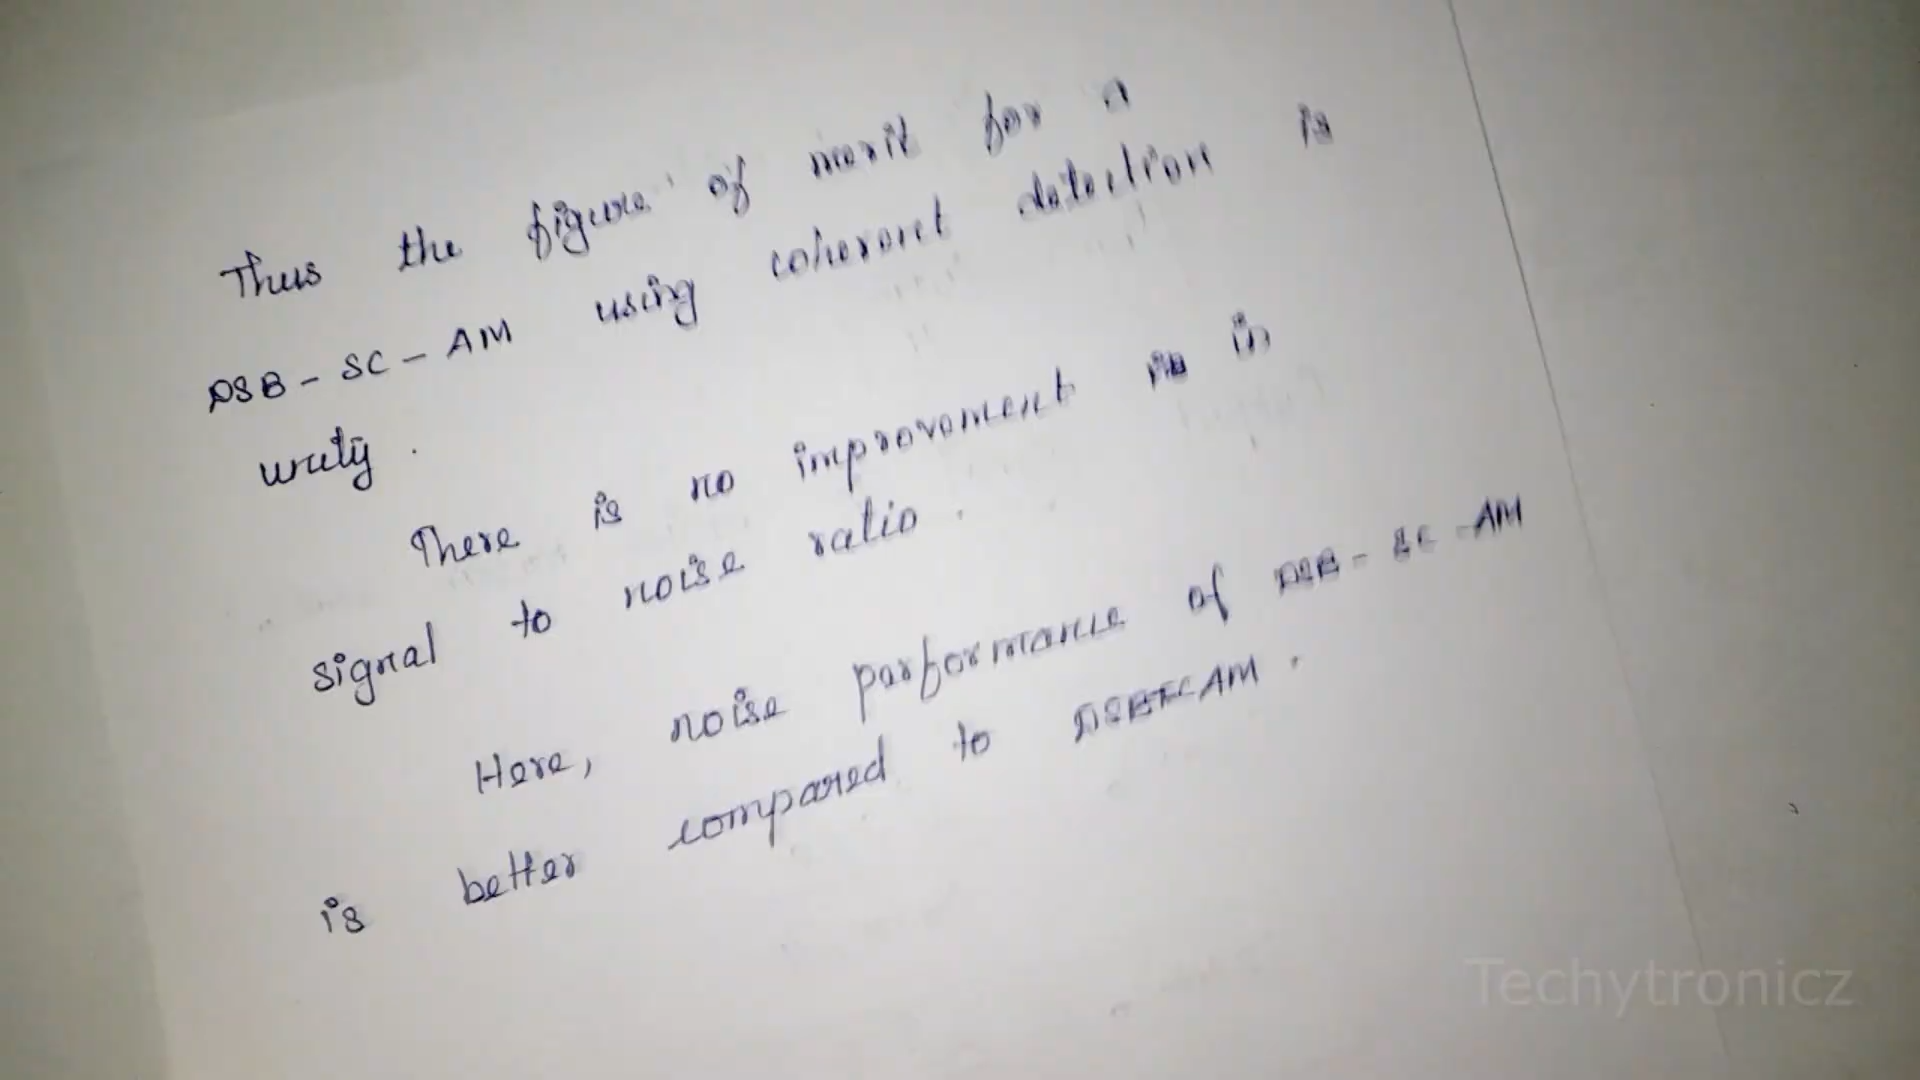 Thus the figure of merit for a
DSB - SC - AM using coherent detection is
unity.
There is no improvement in
signal to noise ratio.
Here, noise performance of DSB - SC - AM
is better compared to DSBFCAM.
Techytronicz